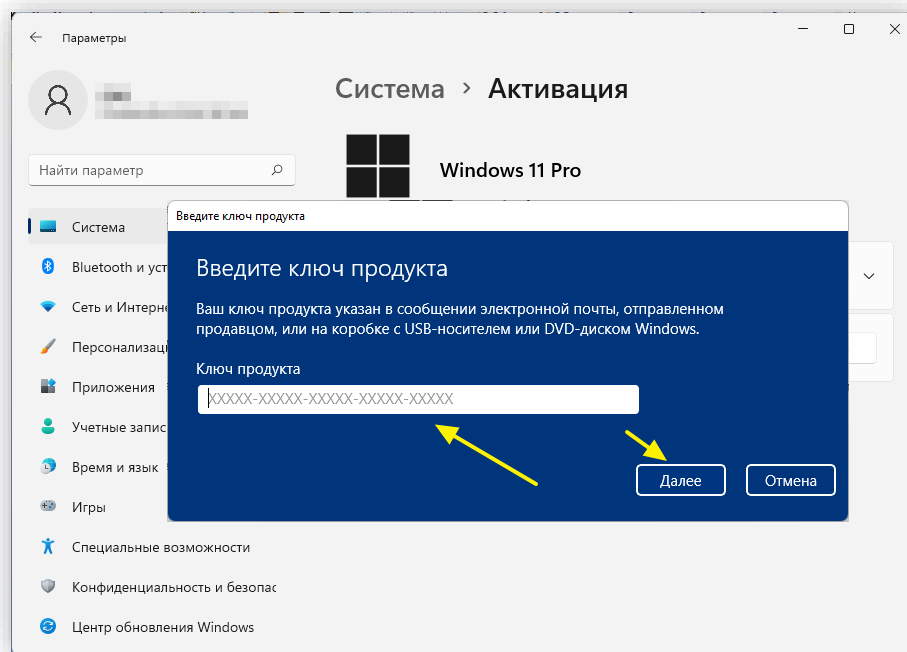 Параметры
Система › Активация
Найти параметр
Windows 11 Pro
Система
Bluetooth и уст
Сеть и Интерне
Персонализац
Приложения
Учетные запис
Время и язык
Игры
Специальные возможности
Конфиденциальность и безопас
Центр обновления Windows
Введите ключ продукта
Введите ключ продукта
Ваш ключ продукта указан в сообщении электронной почты, отправленном
продавцом, или на коробке с USB-носителем или DVD-диском Windows.
Ключ продукта
XXXXX-XXXXX-XXXXX-XXXXX-XXXXX
Далее
Отмена